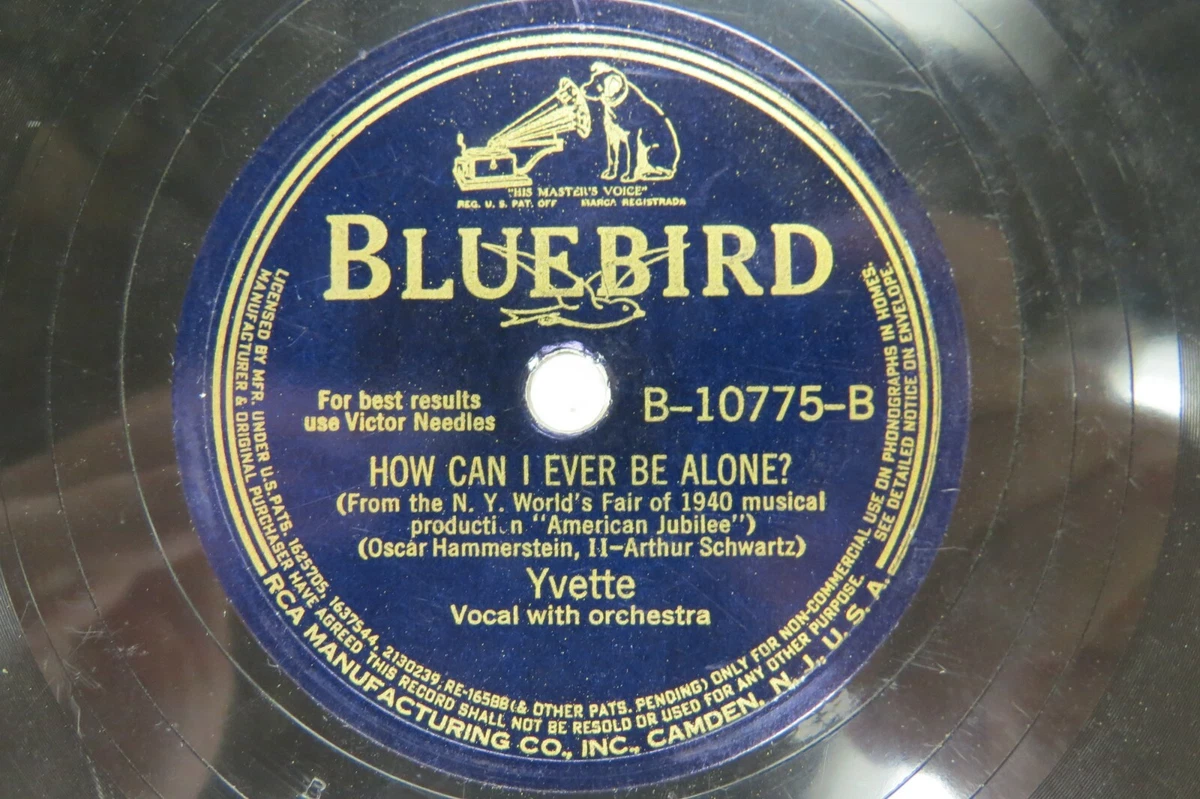 "HIS MASTER'S VOICE"
REG. U. S. PAT. OFF MARCA REGISTRADA
BLUEBIRD
For best results
use Victor Needles
B-10775-B
HOW CAN I EVER BE ALONE?
(From the N. Y. World's Fair of 1940 musical
producti n "American Jubilee")
(Oscar Hammerstein, II-Arthur Schwartz)
Yvette
Vocal with orchestra
LICENSED BY MFR. UNDER U.S. PATS. 1625705, 1637544, 2130239, RE-16588 (& OTHER PATS. PENDING) ONLY FOR NON-COMMERCIAL USE ON PHONOGRAPHS IN HOMES.
MANUFACTURER & ORIGINAL PURCHASER HAVE AGREED THIS RECORD SHALL NOT BE RESOLD OR USED FOR ANY OTHER PURPOSE. SEE DETAILED NOTICE ON ENVELOPE.
RCA MANUFACTURING CO., INC., CAMDEN, N. J., U. S. A.